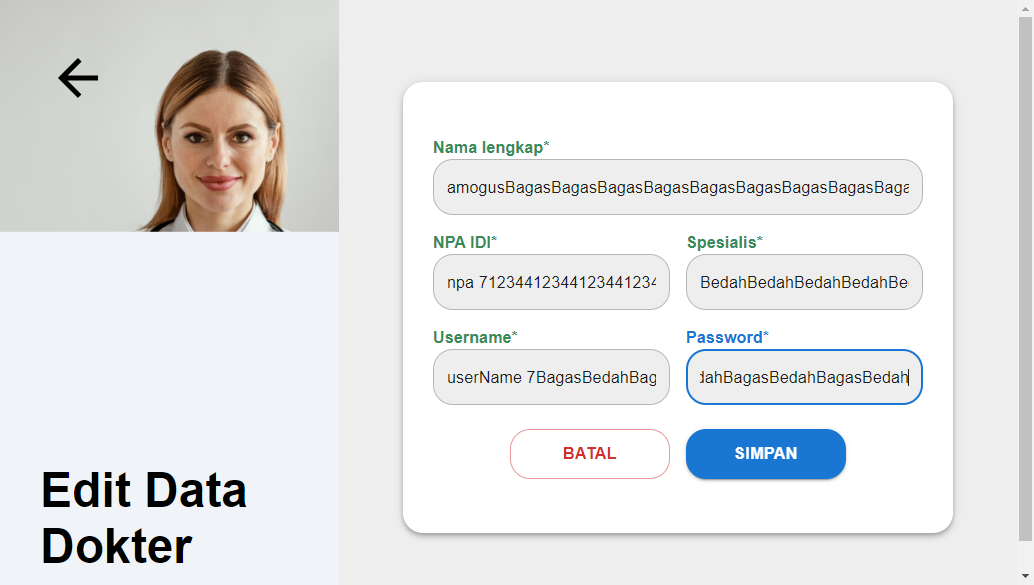 Nama lengkap*
amogusBagasBagasBagasBagasBagasBagasBagasBagasBaga
NPA IDI* Spesialis*
npa 71234412344123441234 BedahBedahBedahBedahBe
Username* Password*
userName 7BagasBedahBag dahBagasBedahBagasBedah
BATAL SIMPAN
Edit Data
Dokter